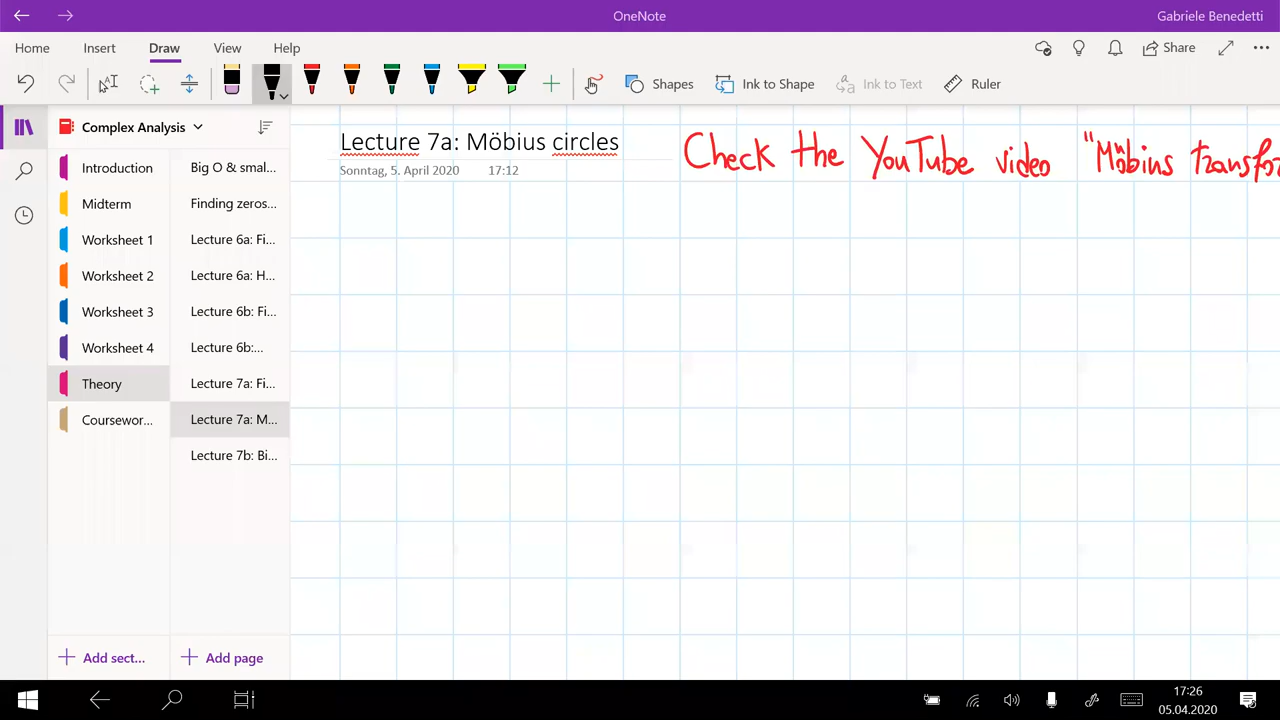 OneNote
Gabriele Benedetti
Home Insert Draw View Help
Share
Shapes Ink to Shape Ink to Text Ruler
Complex Analysis
Introduction
Midterm
Worksheet 1
Worksheet 2
Worksheet 3
Worksheet 4
Theory
Coursewor...
Add sect...
Big O & smal...
Finding zeros...
Lecture 6a: Fi...
Lecture 6a: H...
Lecture 6b: Fi...
Lecture 6b:...
Lecture 7a: Fi...
Lecture 7a: M...
Lecture 7b: Bi...
Add page
Lecture 7a: Möbius circles
Sonntag, 5. April 2020 17:12
Check the YouTube video "Möbius transfor
17:26
05.04.2020